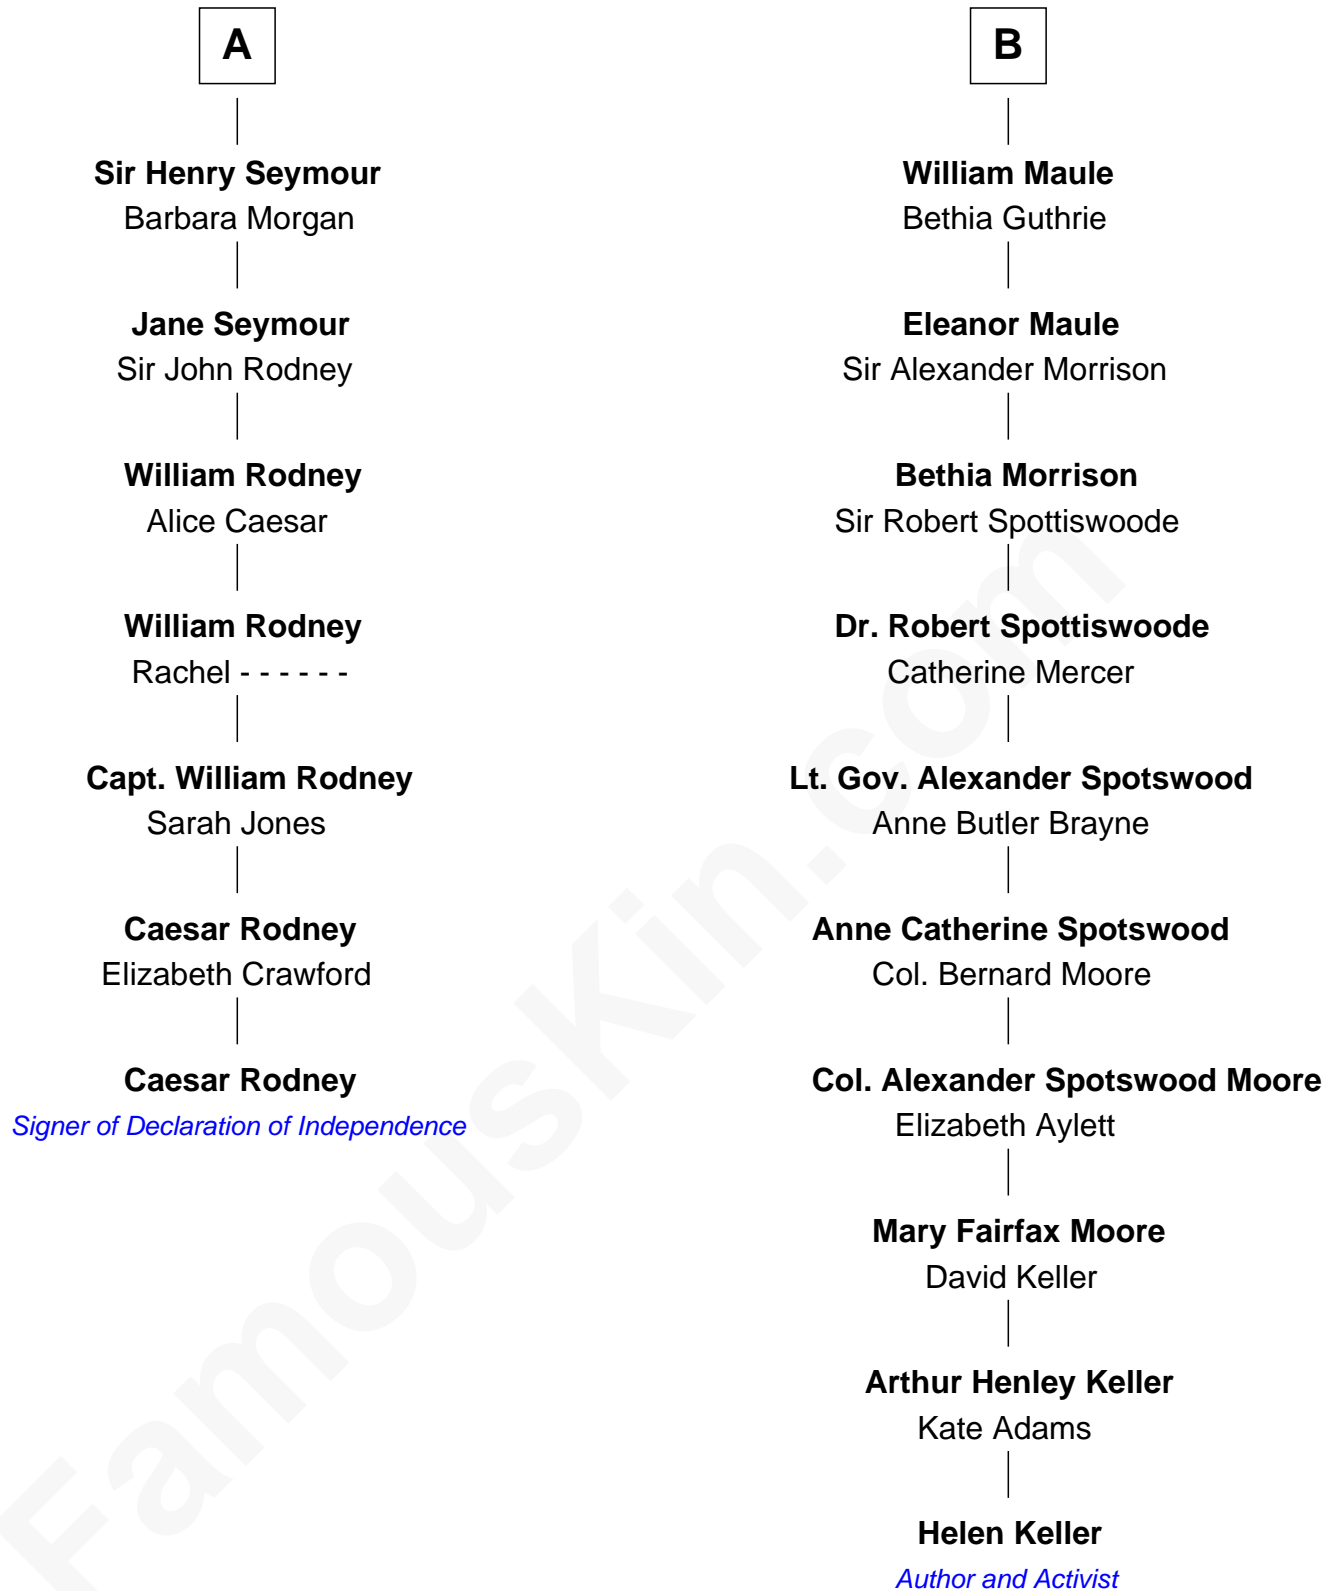 A
Sir Henry Seymour
Barbara Morgan
Jane Seymour
Sir John Rodney
William Rodney
Alice Caesar
William Rodney
Rachel - - - - - -
Capt. William Rodney
Sarah Jones
Caesar Rodney
Elizabeth Crawford
Caesar Rodney
Signer of Declaration of Independence
B
William Maule
Bethia Guthrie
Eleanor Maule
Sir Alexander Morrison
Bethia Morrison
Sir Robert Spottiswoode
Dr. Robert Spottiswoode
Catherine Mercer
Lt. Gov. Alexander Spotswood
Anne Butler Brayne
Anne Catherine Spotswood
Col. Bernard Moore
Col. Alexander Spotswood Moore
Elizabeth Aylett
Mary Fairfax Moore
David Keller
Arthur Henley Keller
Kate Adams
Helen Keller
Author and Activist
FamousKin.com